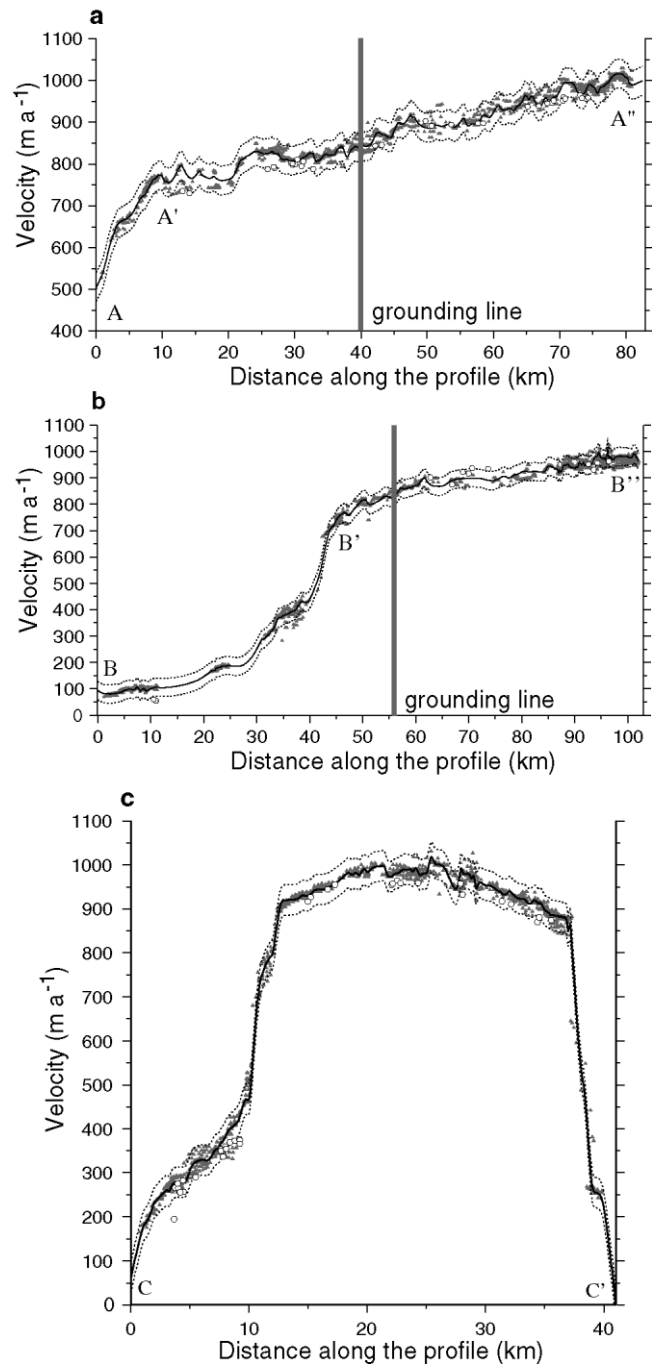 a
1100
1000
900
800
700
600
500
400
Velocity (m a⁻¹)
A
A'
A''
grounding line
0 10 20 30 40 50 60 70 80
Distance along the profile (km)
b
1100
1000
900
800
700
600
500
400
300
200
100
0
Velocity (m a⁻¹)
B
B'
B''
grounding line
0 10 20 30 40 50 60 70 80 90 100
Distance along the profile (km)
c
1100
1000
900
800
700
600
500
400
300
200
100
0
Velocity (m a⁻¹)
C
C'
0 10 20 30 40
Distance along the profile (km)